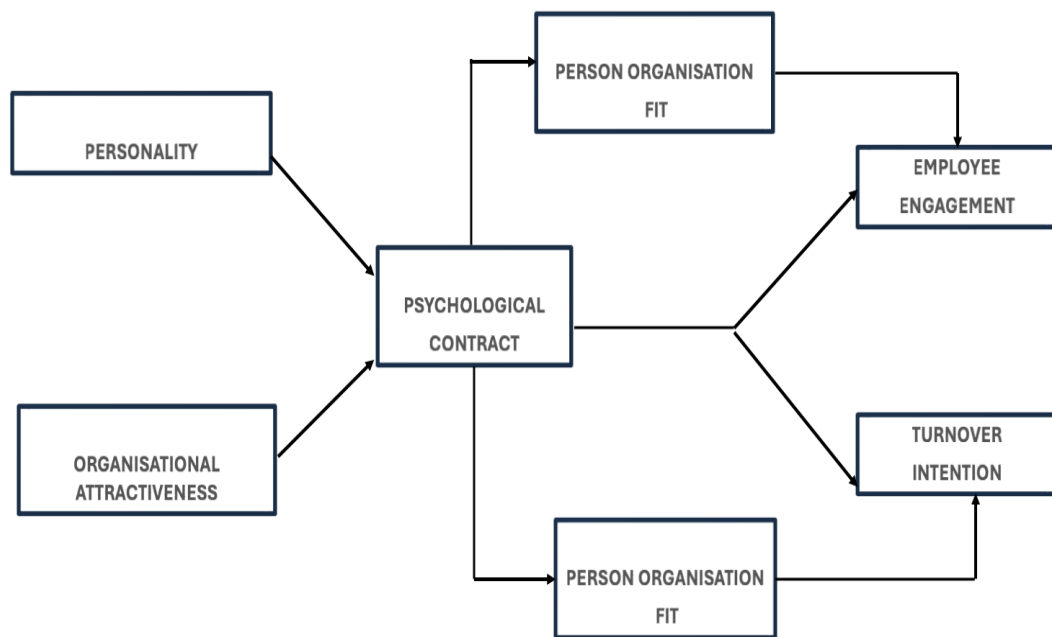 PERSON ORGANISATION
FIT
PERSONALITY
EMPLOYEE
ENGAGEMENT
PSYCHOLOGICAL
CONTRACT
ORGANISATIONAL
ATTRACTIVENESS
TURNOVER
INTENTION
PERSON ORGANISATION
FIT